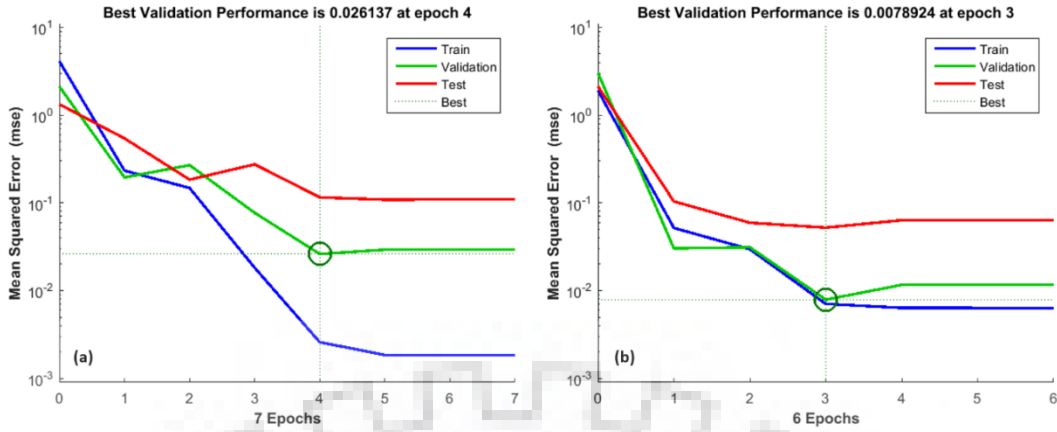 Best Validation Performance is 0.026137 at epoch 4
Mean Squared Error (mse)
10^1
10^0
10^-1
10^-2
10^-3
Train
Validation
Test
Best
(a)
0 1 2 3 4 5 6 7
7 Epochs
Best Validation Performance is 0.0078924 at epoch 3
Mean Squared Error (mse)
10^1
10^0
10^-1
10^-2
10^-3
Train
Validation
Test
Best
(b)
0 1 2 3 4 5 6
6 Epochs